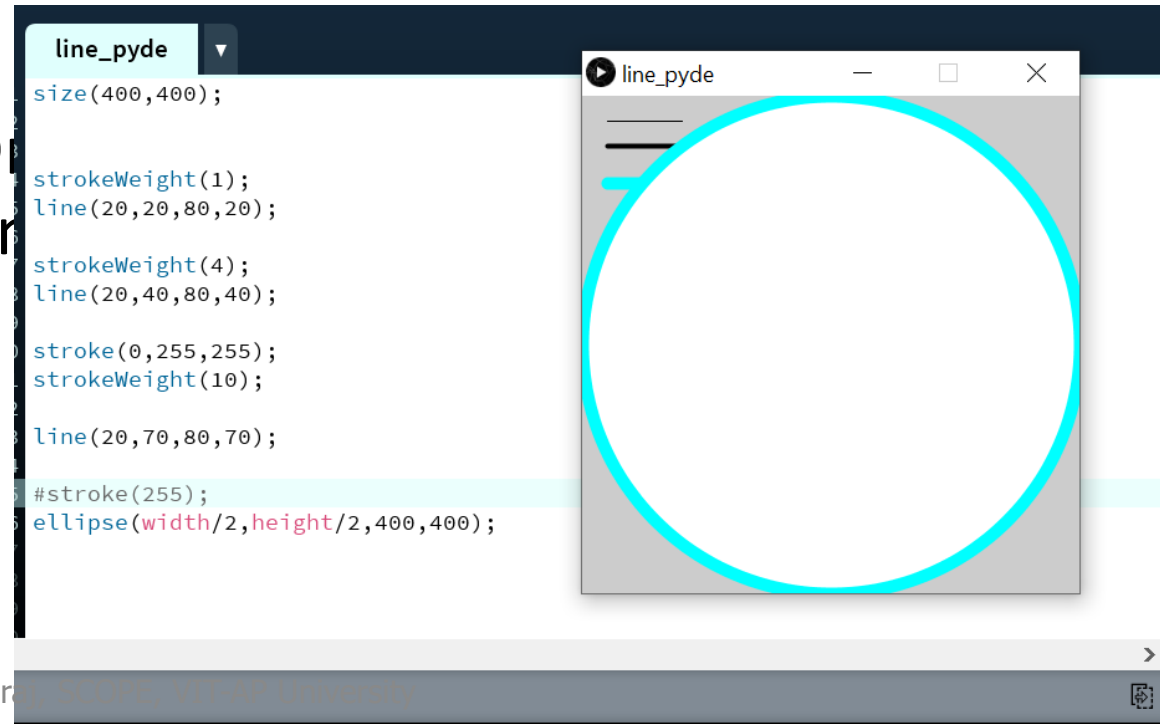 line_pyde
line_pyde
size(400,400);
strokeWeight(1);
line(20,20,80,20);
strokeWeight(4);
line(20,40,80,40);
stroke(0,255,255);
strokeWeight(10);
line(20,70,80,70);
#stroke(255);
ellipse(width/2,height/2,400,400);